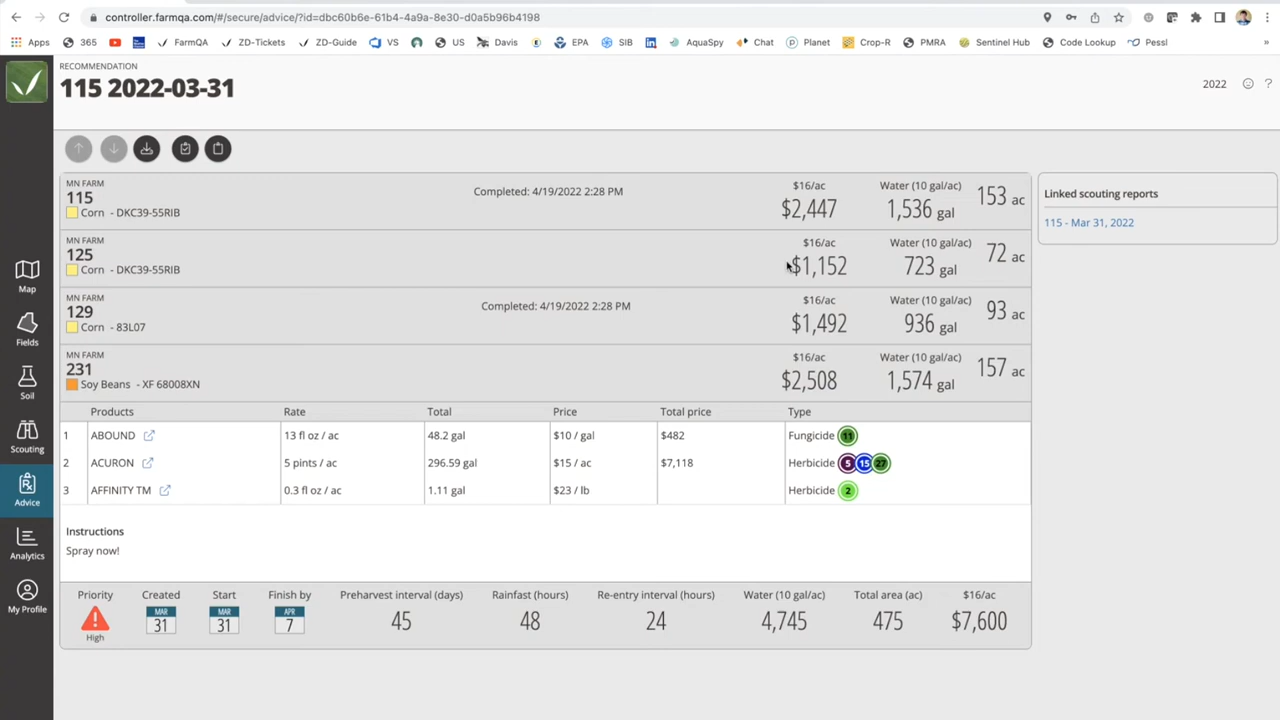 controller.farmqa.com/#/secure/advice/?id=dbc60b6e-61b4-4a9a-8e30-d0a5b96b4198
Apps 365 FarmQA ZD-Tickets ZD-Guide VS US Davis EPA SIB AquaSpy Chat Planet Crop-R PMRA Sentinel Hub Code Lookup Pessl »
RECOMMENDATION
115 2022-03-31
2022 ?
MN FARM
115
Corn - DKC39-55RIB
Completed: 4/19/2022 2:28 PM
$16/ac
$2,447
Water (10 gal/ac)
1,536 gal
153 ac
MN FARM
125
Corn - DKC39-55RIB
$16/ac
$1,152
Water (10 gal/ac)
723 gal
72 ac
MN FARM
129
Corn - 83L07
Completed: 4/19/2022 2:28 PM
$16/ac
$1,492
Water (10 gal/ac)
936 gal
93 ac
MN FARM
231
Soy Beans - XF 68008XN
$16/ac
$2,508
Water (10 gal/ac)
1,574 gal
157 ac
Products Rate Total Price Total price Type
1 ABOUND 13 fl oz / ac 48.2 gal $10 / gal $482 Fungicide 11
2 ACURON 5 pints / ac 296.59 gal $15 / ac $7,118 Herbicide 5 15 27
3 AFFINITY TM 0.3 fl oz / ac 1.11 gal $23 / lb Herbicide 2
Instructions
Spray now!
Priority Created Start Finish by Preharvest interval (days) Rainfast (hours) Re-entry interval (hours) Water (10 gal/ac) Total area (ac) $16/ac
MAR MAR APR
31 31 7 45 48 24 4,745 475 $7,600
High
Linked scouting reports
115 - Mar 31, 2022
Map
Fields
Soil
Scouting
Advice
Analytics
My Profile